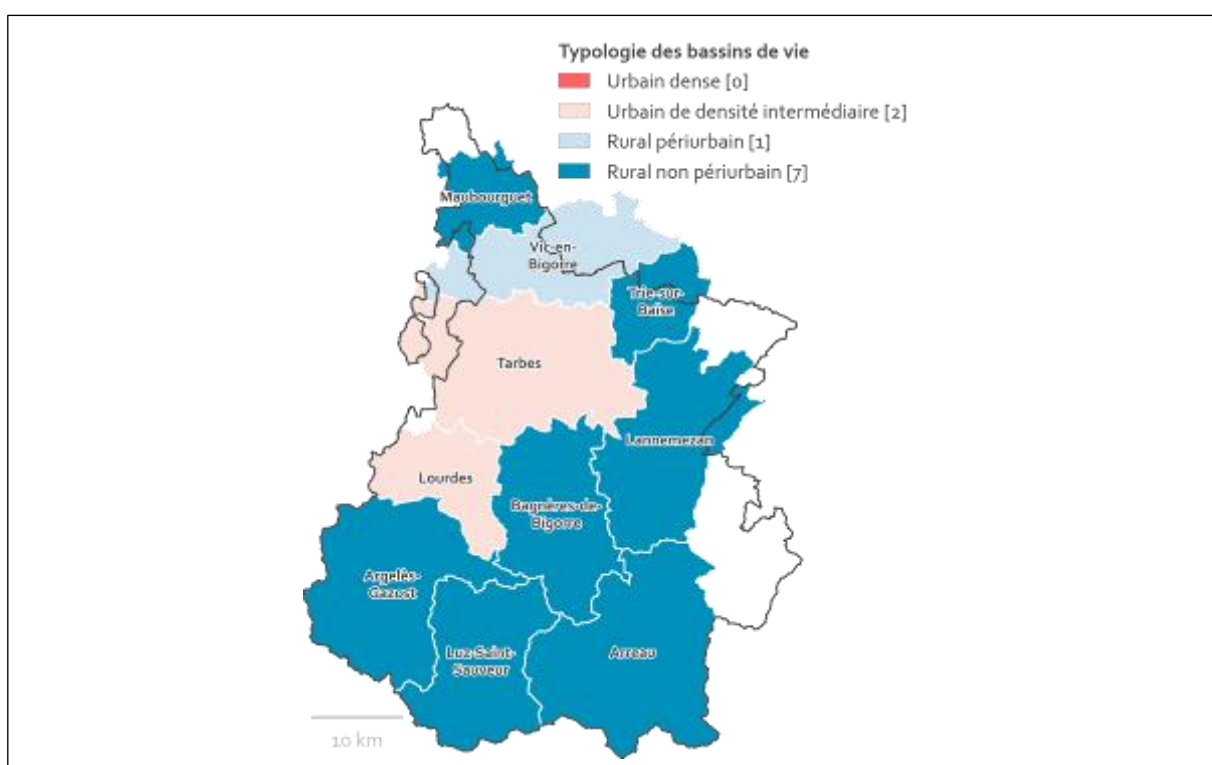 Typologie des bassins de vie
Urbain dense [0]
Urbain de densité intermédiaire [2]
Rural périurbain [1]
Rural non périurbain [7]
Maubourguet
Vic-en-
Bigorre
Trie-sur-
Baïse
Tarbes
Lannemezan
Lourdes
Bagnères-de-
Bigorre
Argelès-
Gazost
Luz-Saint-
Sauveur
Arreau
10 km